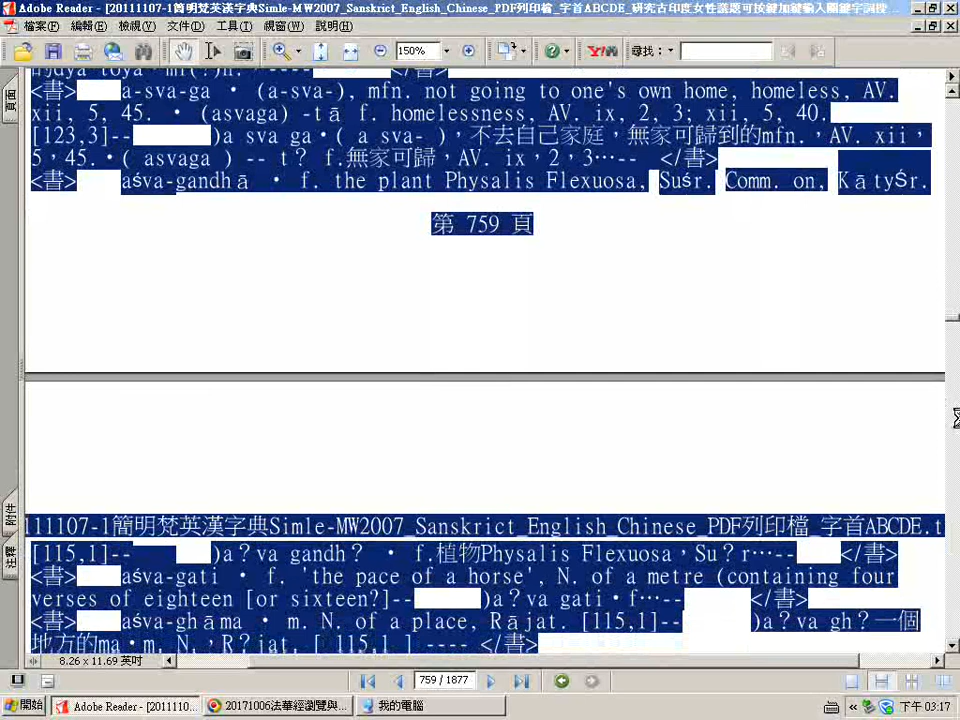 Adobe Reader - [20111107-1簡明梵英漢字典Simle-MW2007_Sanskrit_English_Chinese_PDF列印檔_字首ABCDE_研究古印度女性議題可按鍵加鍵輸入關鍵字詞搜
檔案(F) 編輯(E) 檢視(V) 文件(D) 工具(T) 視窗(W) 說明(H)
150% 尋找：
頁面
的dya toya‧mf(?)n. ‧---- </書>
<書> a-sva-ga ‧ (a-sva-), mfn. not going to one's own home, homeless, AV.
xii, 5, 45. ‧ (asvaga) -tā f. homelessness, AV. ix, 2, 3; xii, 5, 40.
[123,3]-- )a sva ga‧( a sva- )，不去自己家庭，無家可歸到的mfn.，AV. xii，
5，45.‧( asvaga ) -- t？ f.無家可歸，AV. ix，2，3…-- </書>
<書> aśva-gandhā ‧ f. the plant Physalis Flexuosa, Suśr. Comm. on, KātyŚr.
第 759 頁
附件
注釋
111107-1簡明梵英漢字典Simle-MW2007_Sanskrict_English_Chinese_PDF列印檔_字首ABCDE.t
[115,1]-- )a？va gandh？ ‧ f.植物Physalis Flexuosa，Su？r…-- </書>
<書> aśva-gati ‧ f. 'the pace of a horse', N. of a metre (containing four
verses of eighteen [or sixteen?]-- )a？va gati‧f…-- </書>
<書> aśva-ghāma ‧ m. N. of a place, Rājat. [115,1]-- )a？va gh？一個
地方的ma‧m. N.，R？jat. [ 115,1 ] ---- </書>
8.26 x 11.69 英吋
759 / 1877
開始 Adobe Reader - [2011110... 20171006法華經瀏覽與... 我的電腦 下午 03:17